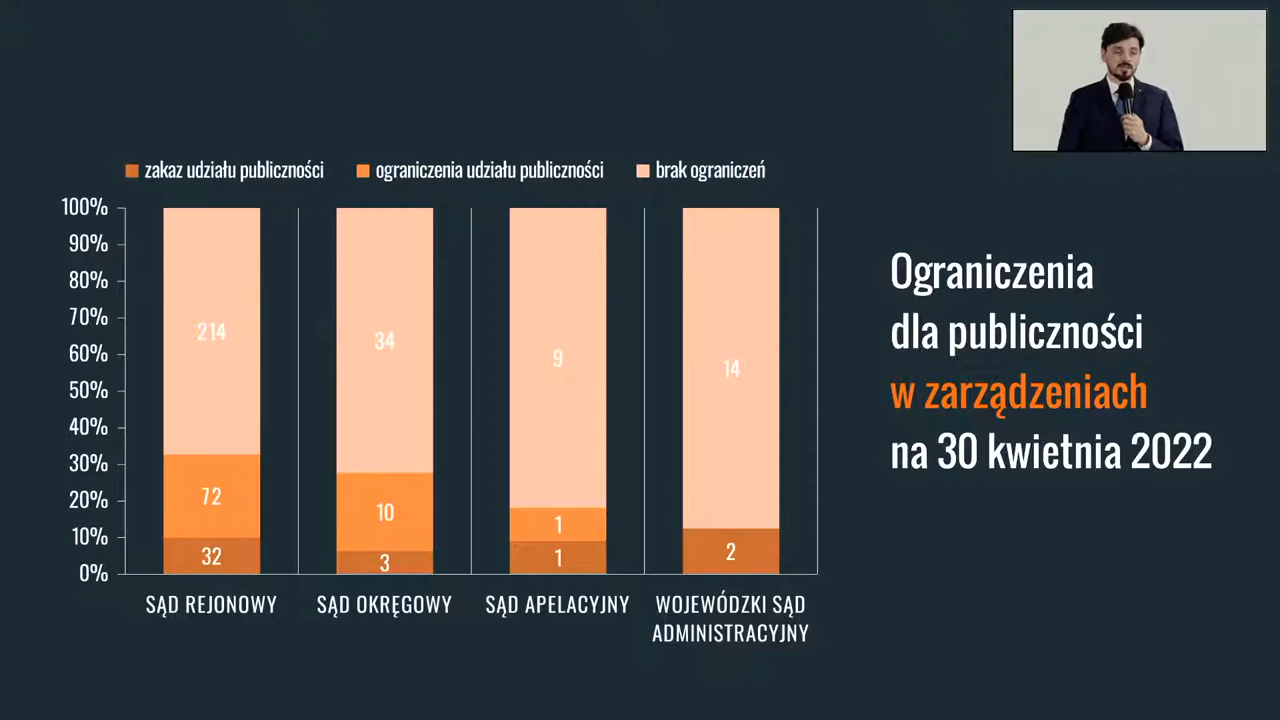 zakaz udziału publiczności
ograniczenia udziału publiczności
brak ograniczeń
100%
90%
80%
70%
60%
50%
40%
30%
20%
10%
0%
214
72
32
34
10
3
9
1
1
14
2
SĄD REJONOWY
SĄD OKRĘGOWY
SĄD APELACYJNY
WOJEWÓDZKI SĄD
ADMINISTRACYJNY
Ograniczenia
dla publiczności
w zarządzeniach
na 30 kwietnia 2022